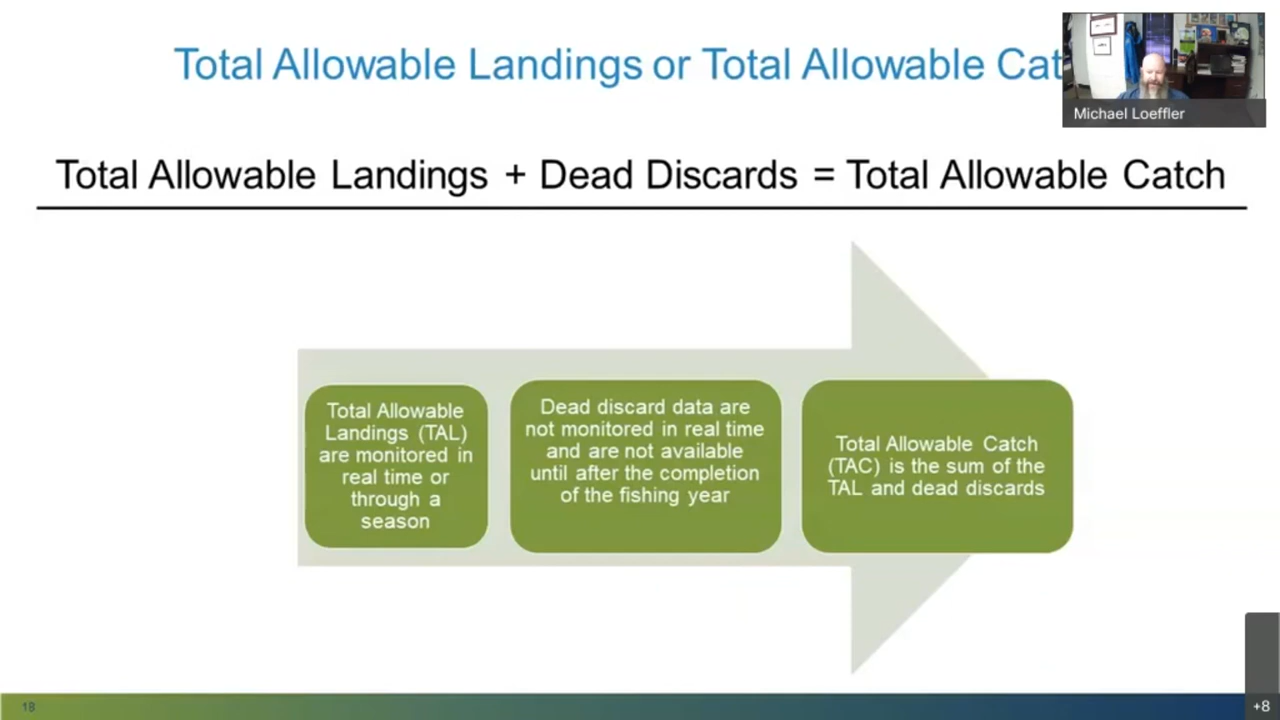 Total Allowable Landings or Total Allowable Cat
Michael Loeffler
Total Allowable Landings + Dead Discards = Total Allowable Catch
Total Allowable
Landings (TAL)
are monitored in
real time or
through a
season
Dead discard data are
not monitored in real time
and are not available
until after the completion
of the fishing year
Total Allowable Catch
(TAC) is the sum of the
TAL and dead discards
18
+8